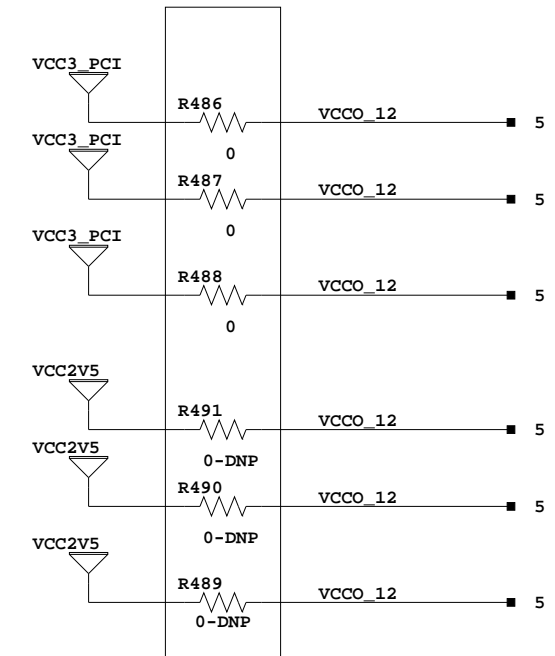 VCC3_PCI
R486
VCCO_12
5
0
VCC3_PCI
R487
VCCO_12
5
0
VCC3_PCI
R488
VCCO_12
5
0
VCC2V5
R491
VCCO_12
5
0-DNP
VCC2V5
R490
VCCO_12
5
0-DNP
VCC2V5
R489
VCCO_12
5
0-DNP